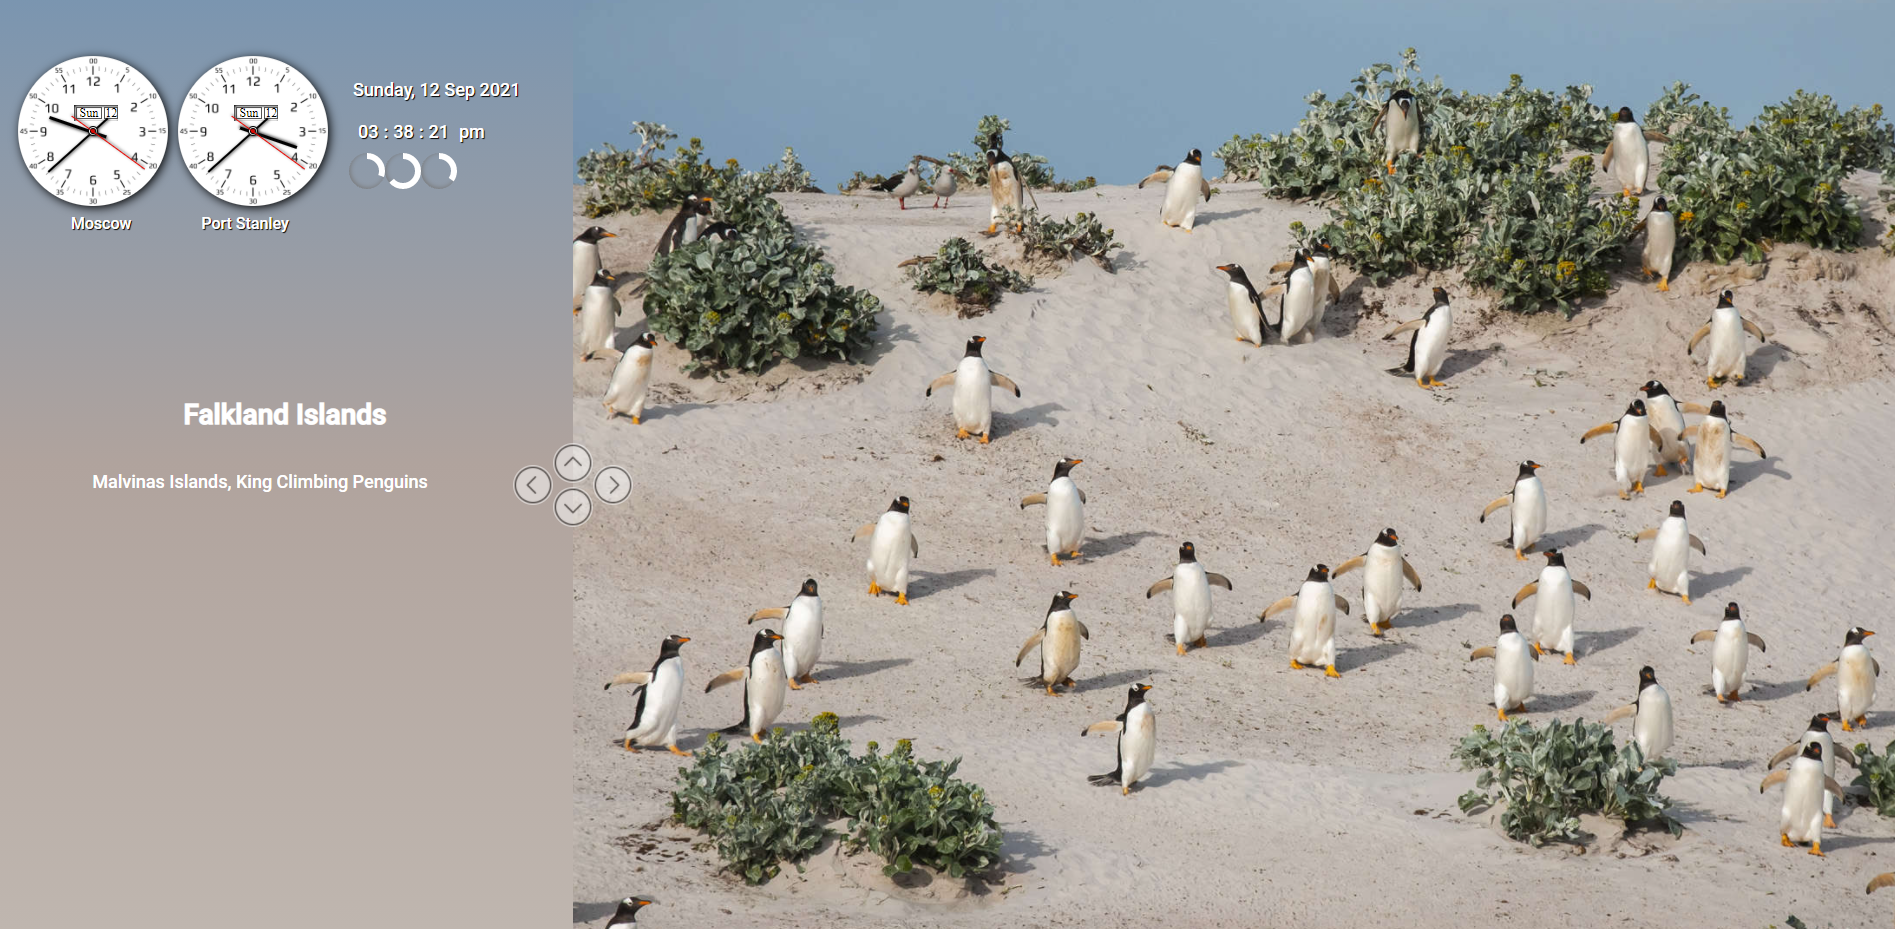 Sun 12
Moscow
Sun 12
Port Stanley
Sunday, 12 Sep 2021
03 : 38 : 21 pm
Falkland Islands
Malvinas Islands, King Climbing Penguins